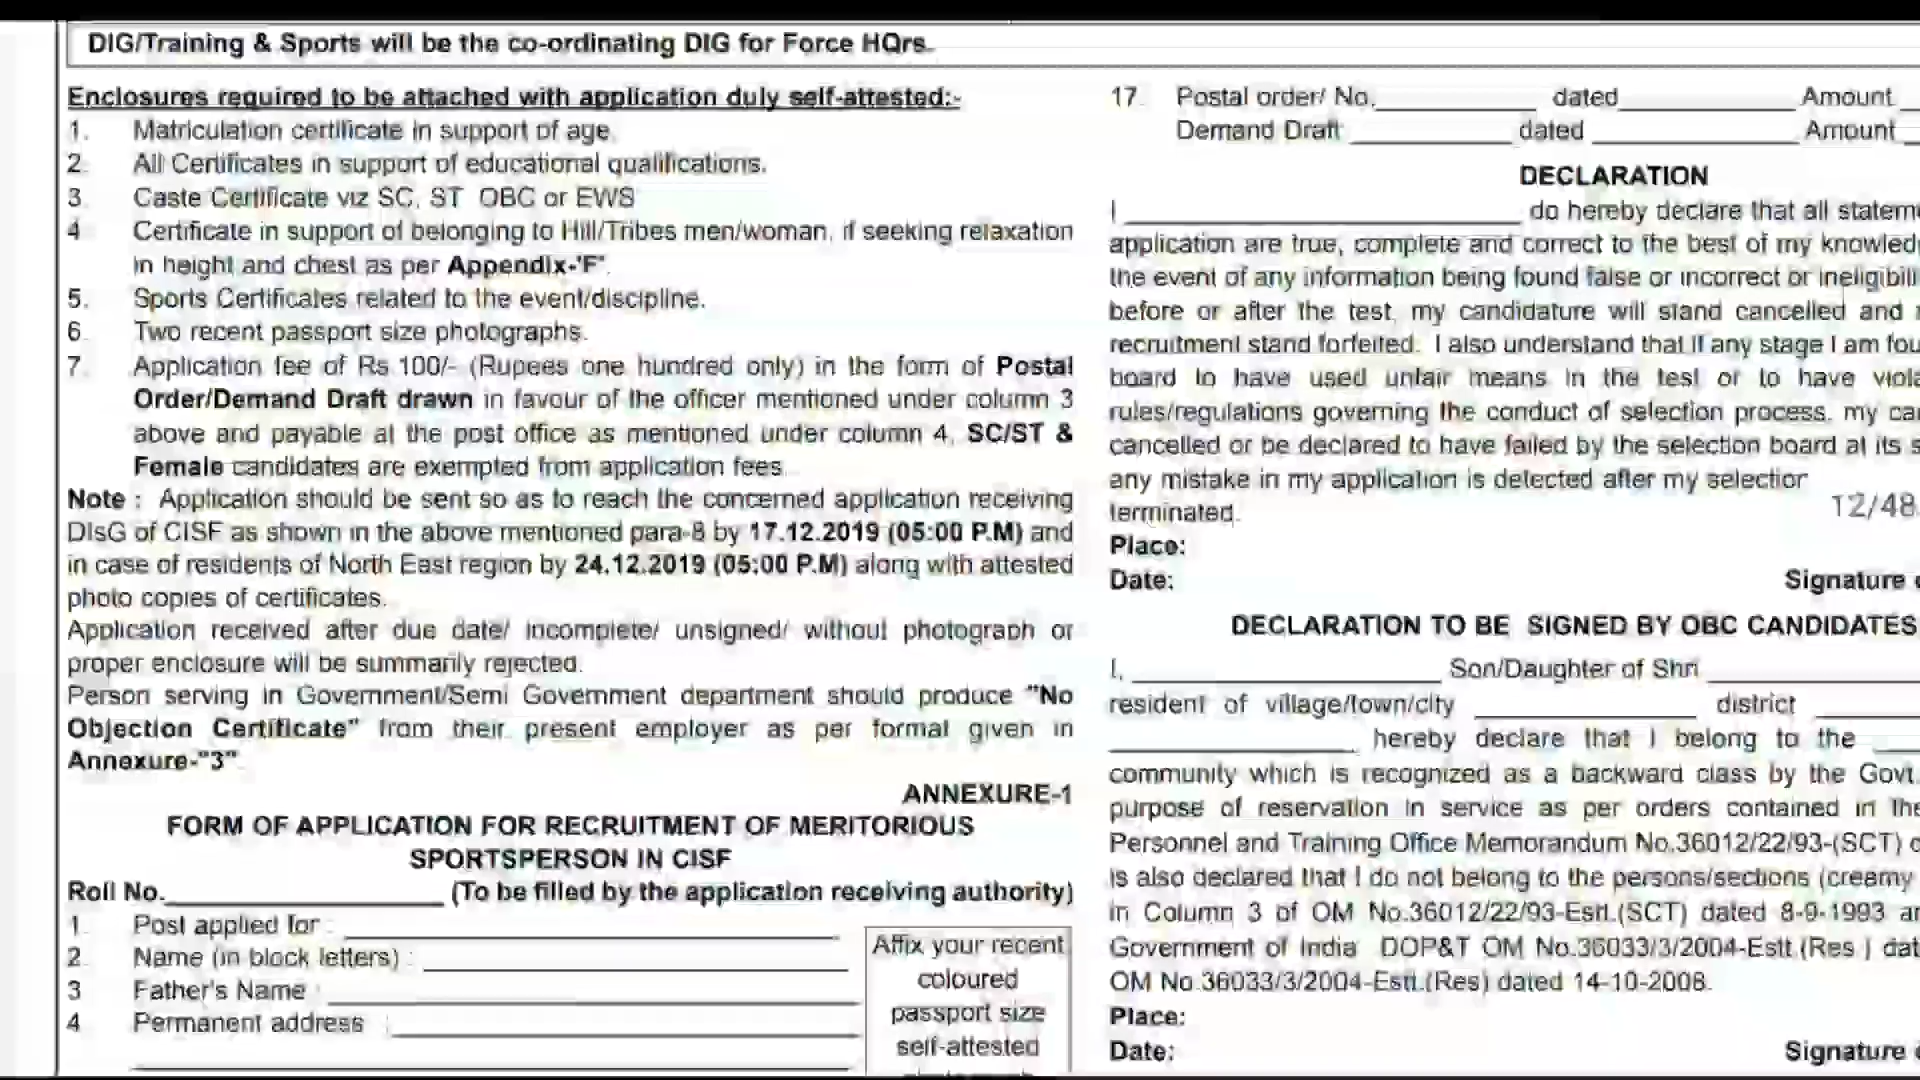 DIG/Training & Sports will be the co-ordinating DIG for Force HQrs.
Enclosures required to be attached with application duly self-attested:-
1. Matriculation certificate in support of age.
2. All Certificates in support of educational qualifications.
3. Caste Certificate viz SC, ST OBC or EWS
4. Certificate in support of belonging to Hill/Tribes men/woman, if seeking relaxation
in height and chest as per Appendix-'F'.
5. Sports Certificates related to the event/discipline.
6. Two recent passport size photographs.
7. Application fee of Rs.100/- (Rupees one hundred only) in the form of Postal
Order/Demand Draft drawn in favour of the officer mentioned under column 3
above and payable at the post office as mentioned under column 4, SC/ST &
Female candidates are exempted from application fees.
Note : Application should be sent so as to reach the concerned application receiving
DIsG of CISF as shown in the above mentioned para-8 by 17.12.2019 (05:00 P.M) and
in case of residents of North East region by 24.12.2019 (05:00 P.M) along with attested
photo copies of certificates.
Application received after due date/ incomplete/ unsigned/ without photograph or
proper enclosure will be summarily rejected.
Person serving in Government/Semi Government department should produce "No
Objection Certificate" from their present employer as per format given in
Annexure-"3".
ANNEXURE-1
FORM OF APPLICATION FOR RECRUITMENT OF MERITORIOUS
SPORTSPERSON IN CISF
Roll No.____________ (To be filled by the application receiving authority)
1. Post applied for :
2. Name (in block letters) :
3. Father's Name :
4. Permanent address :
Affix your recent
coloured
passport size
self-attested
17. Postal order/ No.________ dated________ Amount
Demand Draft ________ dated ________ Amount
DECLARATION
I ____________ do hereby declare that all statem
application are true, complete and correct to the best of my knowled
the event of any information being found false or incorrect or ineligibili
before or after the test, my candidature will stand cancelled and
recruitment stand forfeited. I also understand that if any stage I am fou
board to have used unfair means in the test or to have viola
rules/regulations governing the conduct of selection process, my ca
cancelled or be declared to have failed by the selection board at its s
any mistake in my application is detected after my selection
terminated.
12/48
Place:
Date:
Signature
DECLARATION TO BE SIGNED BY OBC CANDIDATES
I, ____________ Son/Daughter of Shri ________
resident of village/town/city ________ district ________
____________ hereby declare that I belong to the ____
community which is recognized as a backward class by the Govt.
purpose of reservation in service as per orders contained in the
Personnel and Training Office Memorandum No.36012/22/93-(SCT)
is also declared that I do not belong to the persons/sections (creamy
in Column 3 of OM No.36012/22/93-Estt.(SCT) dated 8-9-1993 an
Government of India DOP&T OM No.36033/3/2004-Estt.(Res.) dat
OM No.36033/3/2004-Estt.(Res) dated 14-10-2008.
Place:
Date:
Signature